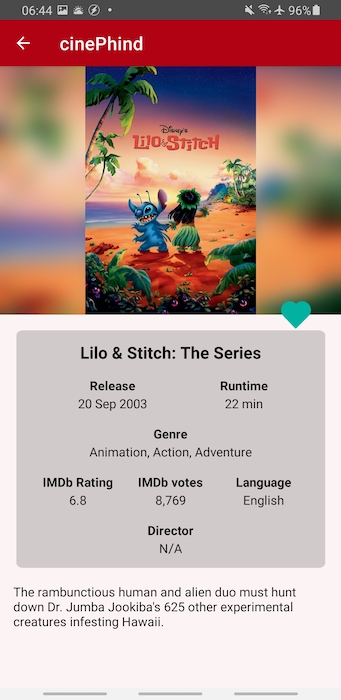 06:44 96%
cinePhind
Disney's
Lilo & Stitch
Lilo & Stitch: The Series
Release Runtime
20 Sep 2003 22 min
Genre
Animation, Action, Adventure
IMDb Rating IMDb votes Language
6.8 8,769 English
Director
N/A
The rambunctious human and alien duo must hunt
down Dr. Jumba Jookiba's 625 other experimental
creatures infesting Hawaii.